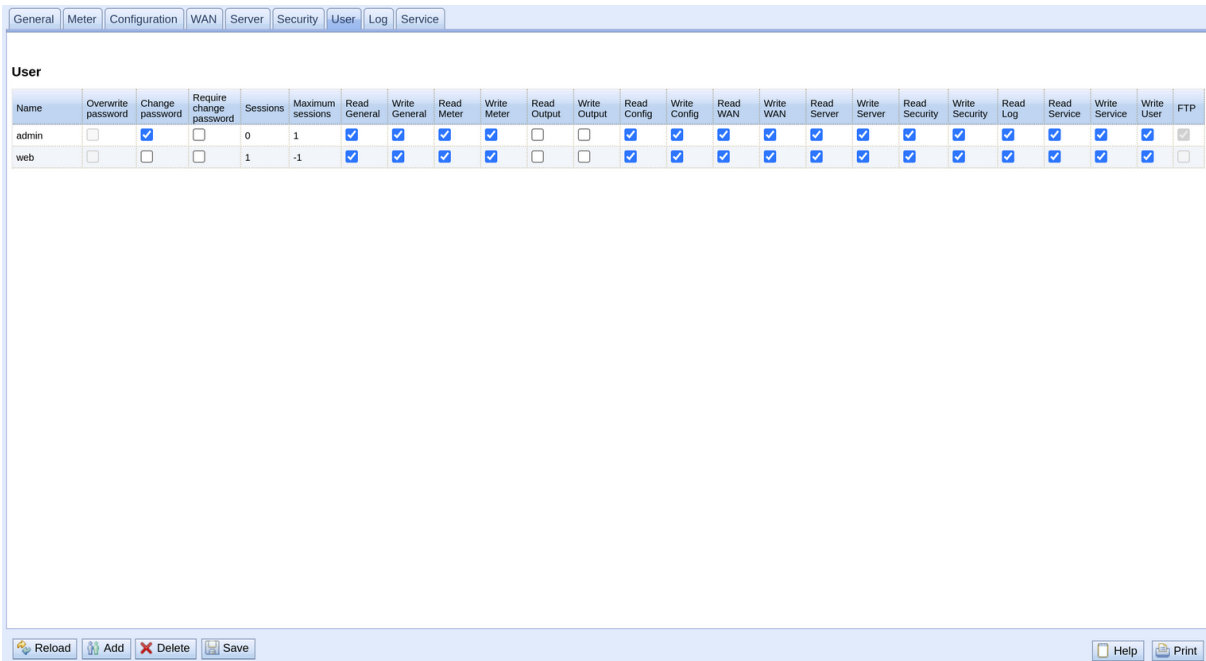 General Meter Configuration WAN Server Security User Log Service
User
Name Overwrite password Change password Require change password Sessions Maximum sessions Read General Write General Read Meter Write Meter Read Output Write Output Read Config Write Config Read WAN Write WAN Read Server Write Server Read Security Write Security Read Log Read Service Write Service Write User FTP
admin 0 1
web 1 -1
Reload Add Delete Save Help Print